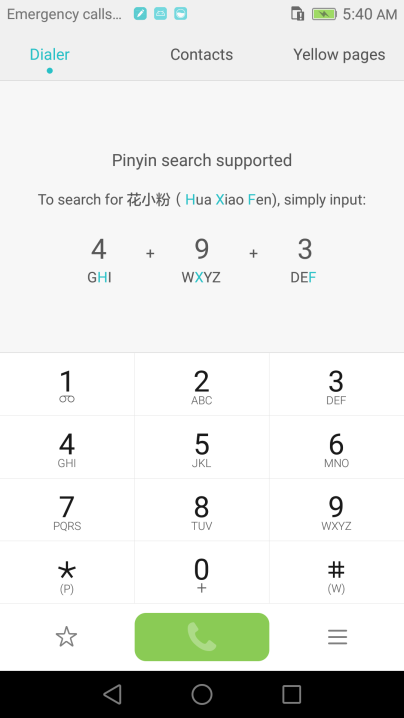 Emergency calls... 5:40 AM
Dialer Contacts Yellow pages
Pinyin search supported
To search for 花小粉 ( Hua Xiao Fen), simply input:
4 + 9 + 3
GHI WXYZ DEF
1 2 3
ABC DEF
4 5 6
GHI JKL MNO
7 8 9
PQRS TUV WXYZ
* 0 #
(P) + (W)